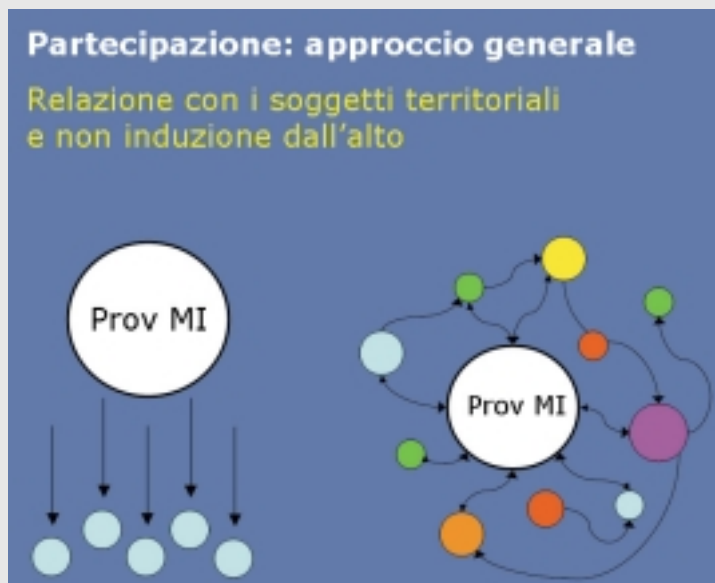 Partecipazione: approccio generale
Relazione con i soggetti territoriali
e non induzione dall'alto
Prov MI
Prov MI